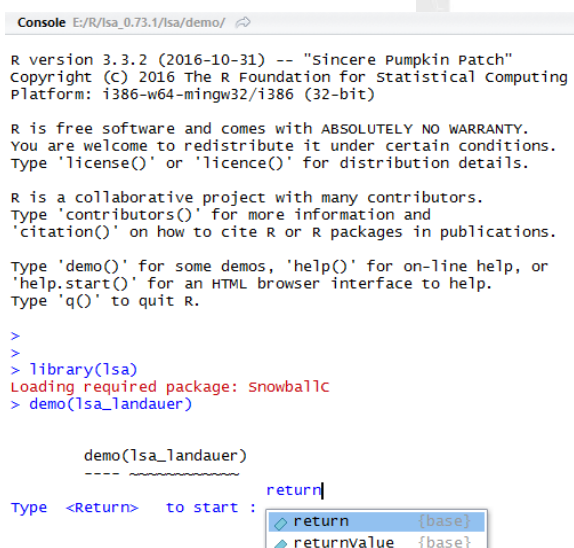 Console E:/R/lsa_0.73.1/lsa/demo/
R version 3.3.2 (2016-10-31) -- "Sincere Pumpkin Patch"
Copyright (C) 2016 The R Foundation for Statistical Computing
Platform: i386-w64-mingw32/i386 (32-bit)
R is free software and comes with ABSOLUTELY NO WARRANTY.
You are welcome to redistribute it under certain conditions.
Type 'license()' or 'licence()' for distribution details.
R is a collaborative project with many contributors.
Type 'contributors()' for more information and
'citation()' on how to cite R or R packages in publications.
Type 'demo()' for some demos, 'help()' for on-line help, or
'help.start()' for an HTML browser interface to help.
Type 'q()' to quit R.
>
>
> library(lsa)
Loading required package: SnowballC
> demo(lsa_landauer)
demo(lsa_landauer)
---- ~~~~~~~~~~~~
return
Type <Return> to start :
return {base}
returnValue {base}